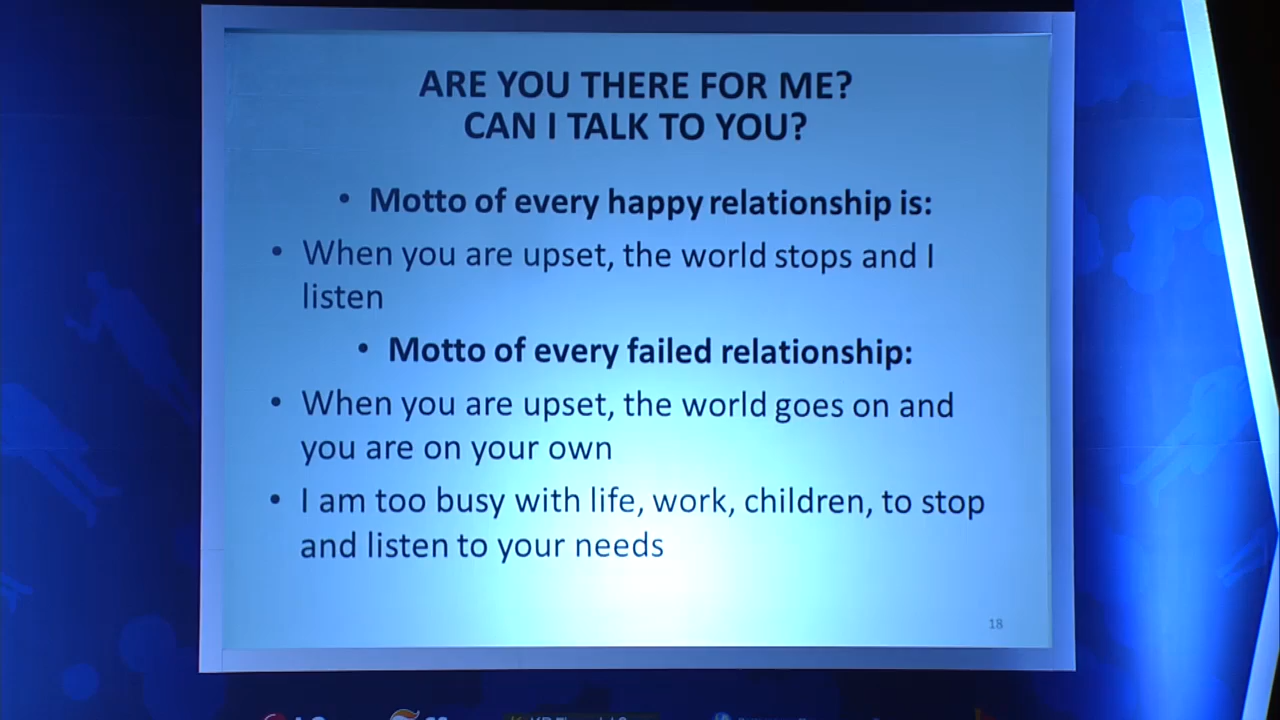 ARE YOU THERE FOR ME?
CAN I TALK TO YOU?
• Motto of every happy relationship is:
• When you are upset, the world stops and I
listen
• Motto of every failed relationship:
• When you are upset, the world goes on and
you are on your own
• I am too busy with life, work, children, to stop
and listen to your needs
18